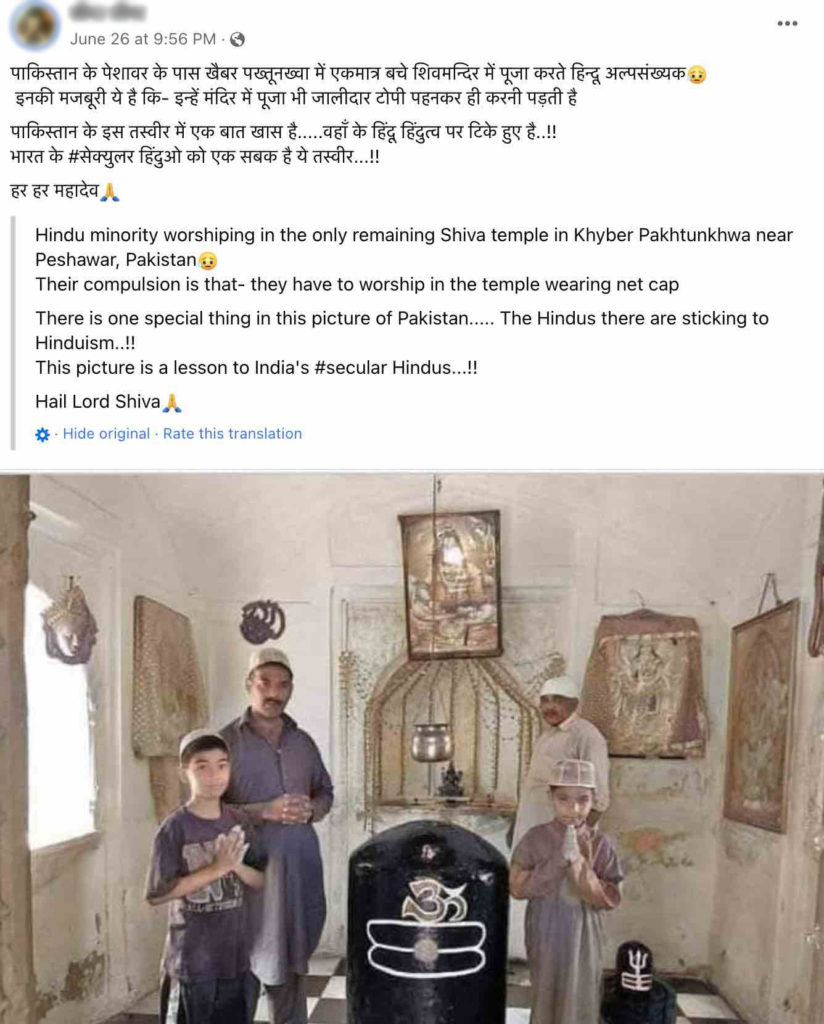 June 26 at 9:56 PM ·
पाकिस्तान के पेशावर के पास खैबर पख्तूनख्वा में एकमात्र बचे शिवमन्दिर में पूजा करते हिन्दू अल्पसंख्यक😥
इनकी मजबूरी ये है कि- इन्हें मंदिर में पूजा भी जालीदार टोपी पहनकर ही करनी पड़ती है
पाकिस्तान के इस तस्वीर में एक बात खास है.....वहाँ के हिंदू हिंदुत्व पर टिके हुए है..!!
भारत के #सेक्युलर हिंदुओ को एक सबक है ये तस्वीर...!!
हर हर महादेव🙏
Hindu minority worshiping in the only remaining Shiva temple in Khyber Pakhtunkhwa near
Peshawar, Pakistan😥
Their compulsion is that- they have to worship in the temple wearing net cap
There is one special thing in this picture of Pakistan..... The Hindus there are sticking to
Hinduism..!!
This picture is a lesson to India's #secular Hindus...!!
Hail Lord Shiva🙏
· Hide original · Rate this translation
ॐ